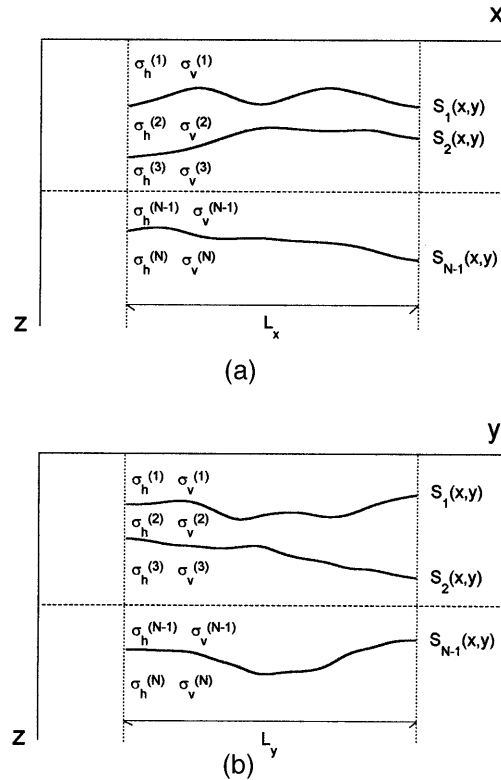 x
σh(1) σv(1)
S1(x,y)
σh(2) σv(2)
S2(x,y)
σh(3) σv(3)
σh(N-1) σv(N-1)
σh(N) σv(N)
SN-1(x,y)
z
Lx
(a)
y
σh(1) σv(1)
S1(x,y)
σh(2) σv(2)
σh(3) σv(3)
S2(x,y)
σh(N-1) σv(N-1)
SN-1(x,y)
σh(N) σv(N)
z
Ly
(b)